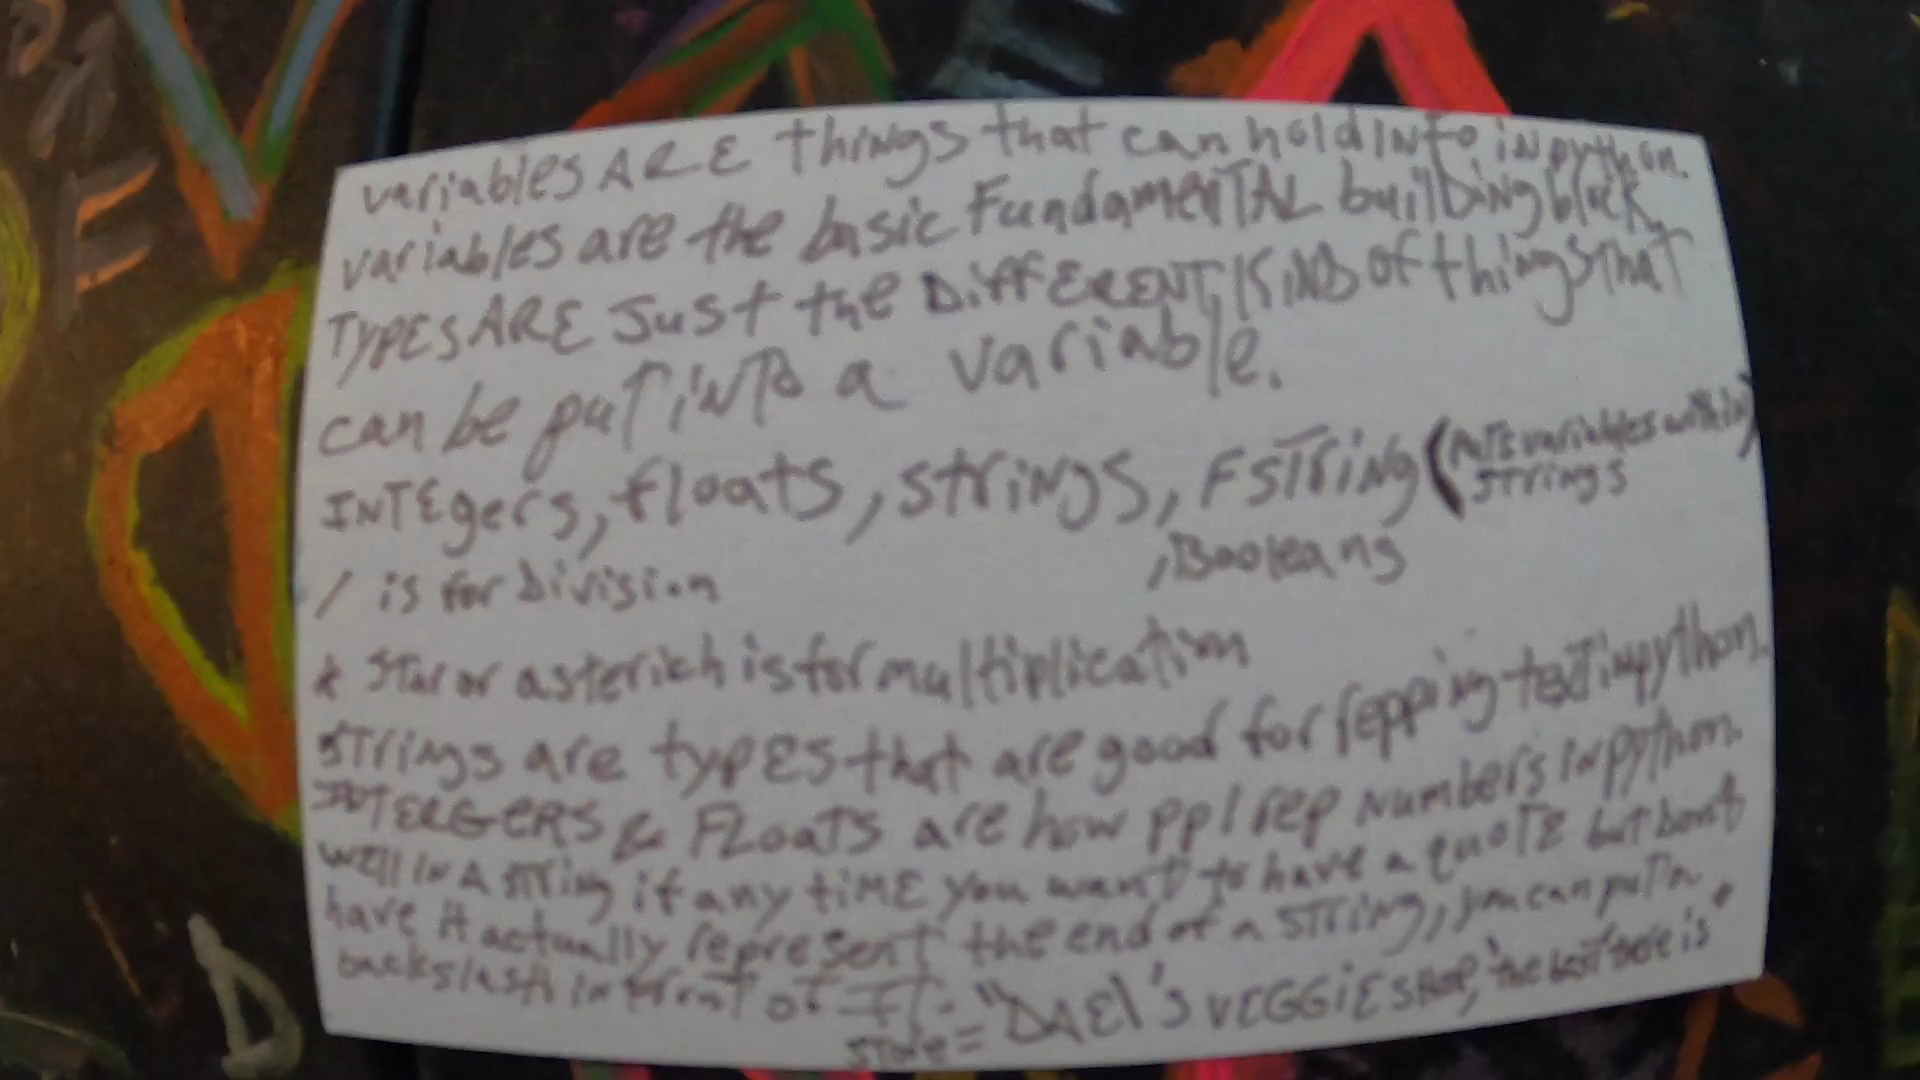 variables ARE things that can hold info in python.
variables are the basic FundameNTAL builDing block
TYPES ARE Just the DiffERENT KiNDS of things That
can be puT iNTO a variable.
INTEgers, floats, strings, FSTRiNg (puTs variables within)
strings
, Booleans
/ is for Division
* STar or asterich is for multiplication
STrings are types that are good for repping text in python.
INTERGERS & FLOATS are how ppl rep Numbers in python.
WEll IN A STring if any tiME you want to have a quoTE but dont
have it actually represent the end of a string, you can put a
backslash in front of IT.
STore = "DAEl's VEGGiE SHOP, 'the best there is"